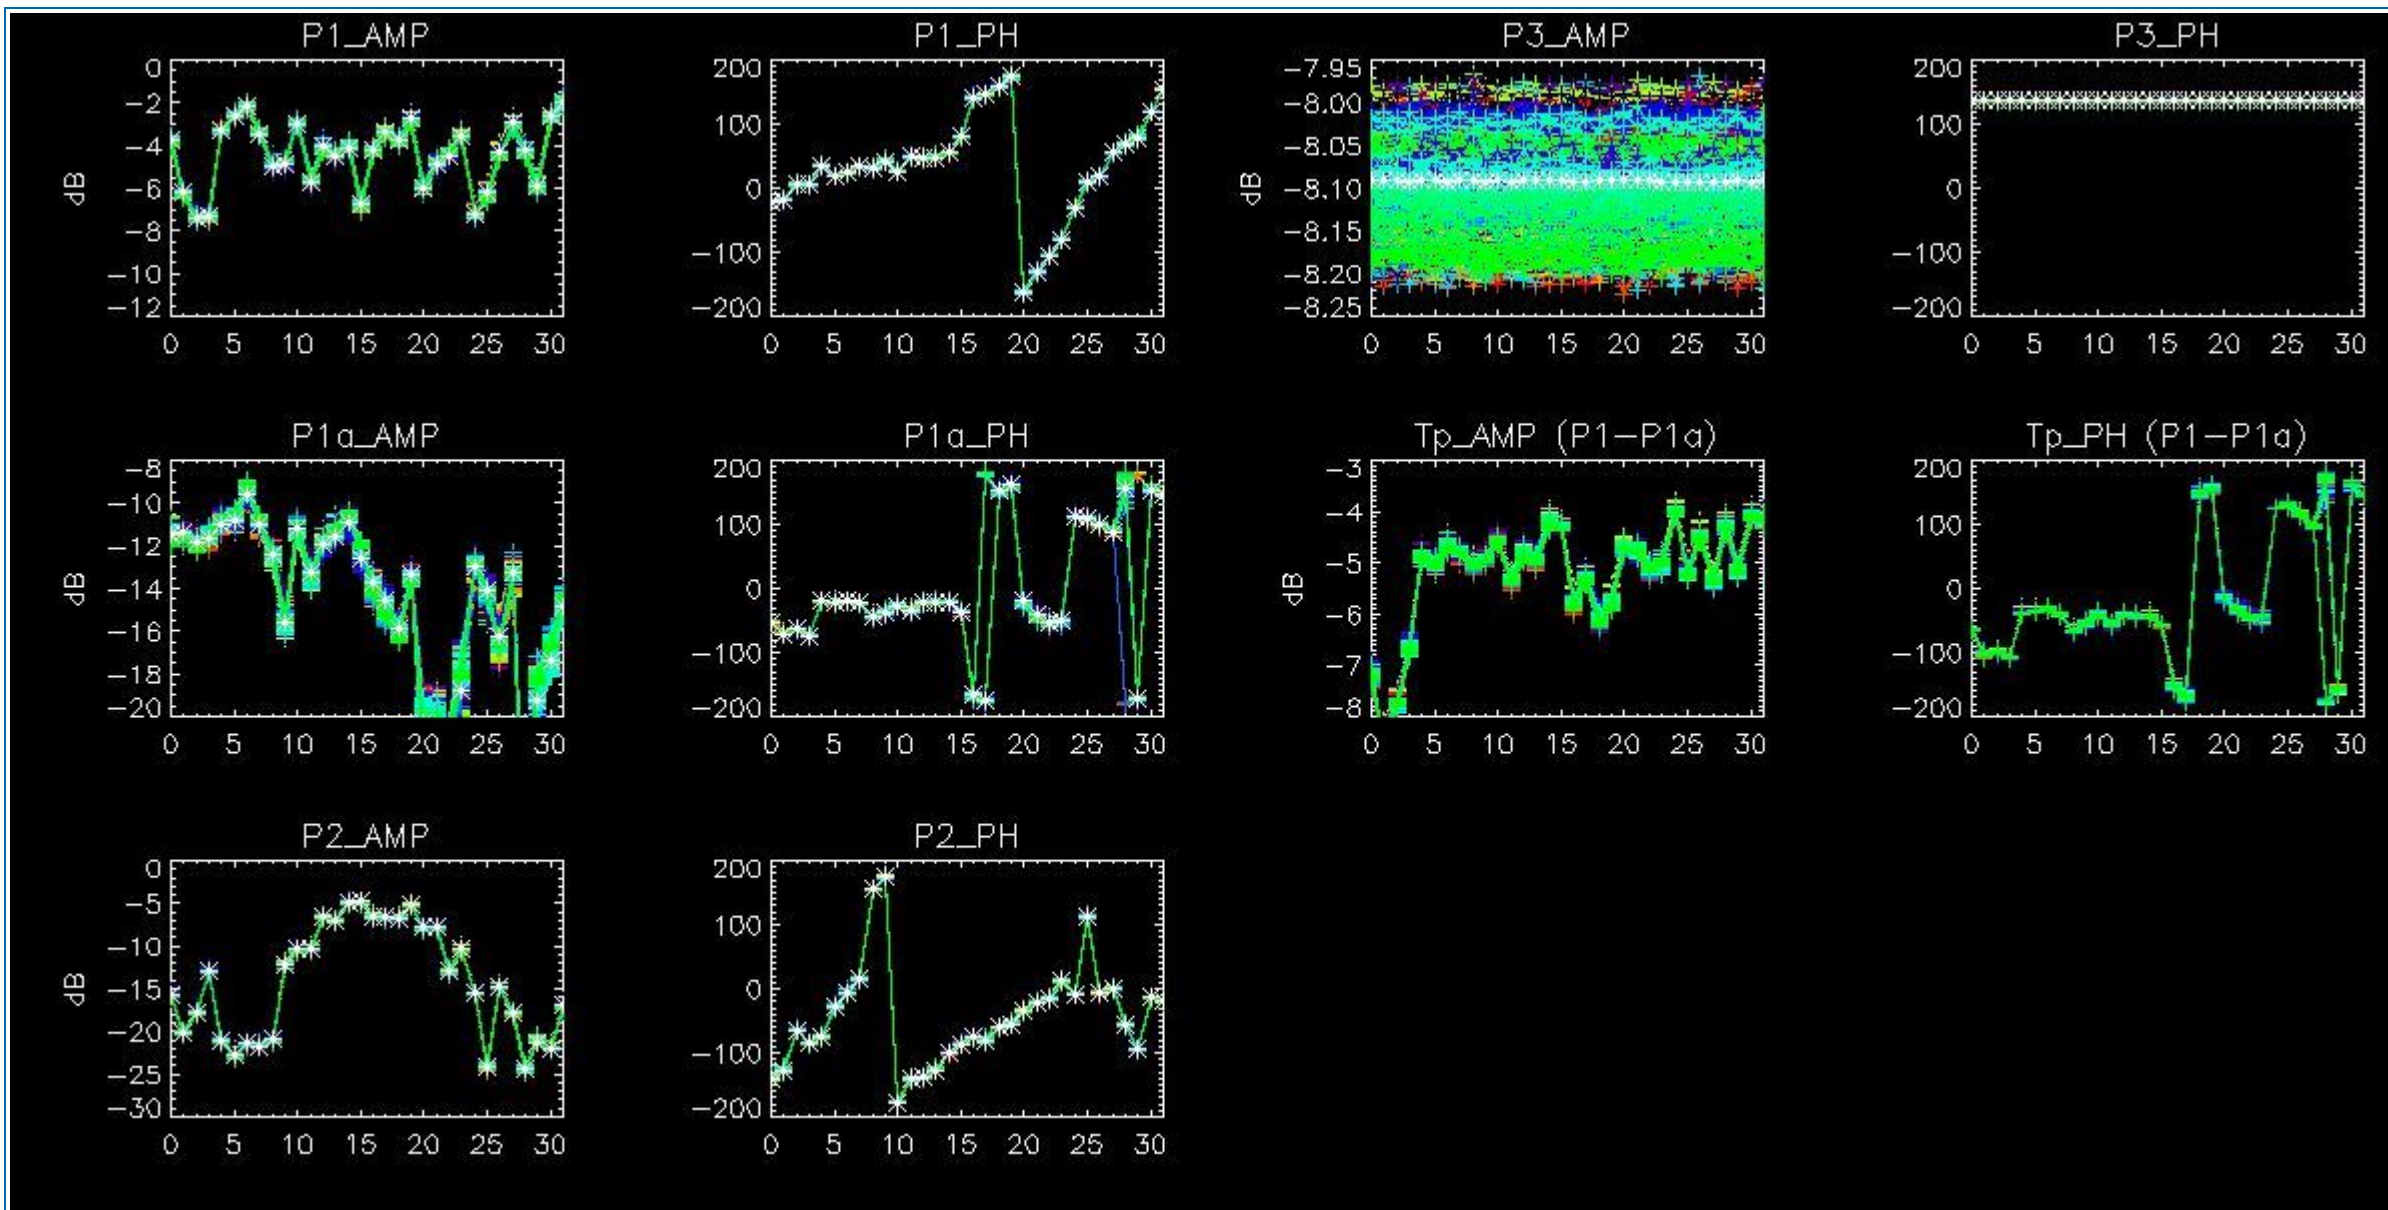 P1_AMP
0
−2
−4
−6
−8
−10
−12
dB
0 5 10 15 20 25 30
P1_PH
200
100
0
−100
−200
0 5 10 15 20 25 30
P3_AMP
−7.95
−8.00
−8.05
−8.10
−8.15
−8.20
−8.25
dB
0 5 10 15 20 25 30
P3_PH
200
100
0
−100
−200
0 5 10 15 20 25 30
P1a_AMP
−8
−10
−12
−14
−16
−18
−20
dB
0 5 10 15 20 25 30
P1a_PH
200
100
0
−100
−200
0 5 10 15 20 25 30
Tp_AMP (P1−P1a)
−3
−4
−5
−6
−7
−8
dB
0 5 10 15 20 25 30
Tp_PH (P1−P1a)
200
100
0
−100
−200
0 5 10 15 20 25 30
P2_AMP
0
−5
−10
−15
−20
−25
−30
dB
0 5 10 15 20 25 30
P2_PH
200
100
0
−100
−200
0 5 10 15 20 25 30